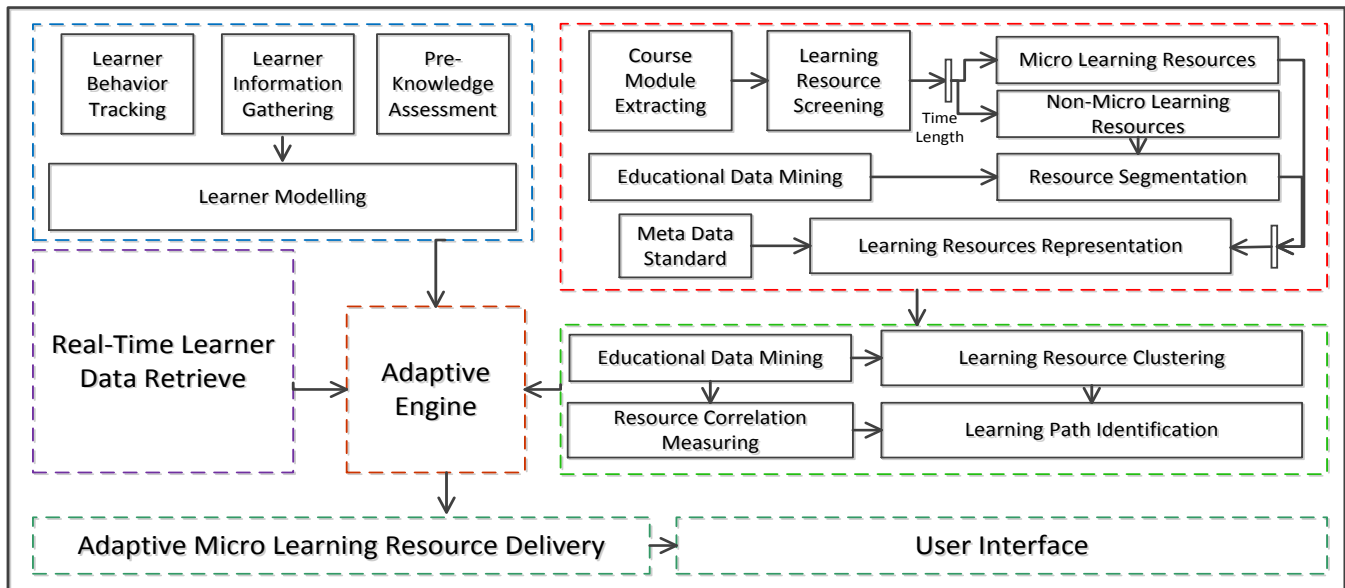 Learner
Behavior
Tracking
Learner
Information
Gathering
Pre-
Knowledge
Assessment
Learner Modelling
Course
Module
Extracting
Learning
Resource
Screening
Time
Length
Micro Learning Resources
Non-Micro Learning
Resources
Educational Data Mining
Resource Segmentation
Meta Data
Standard
Learning Resources Representation
Real-Time Learner
Data Retrieve
Adaptive
Engine
Educational Data Mining
Learning Resource Clustering
Resource Correlation
Measuring
Learning Path Identification
Adaptive Micro Learning Resource Delivery
User Interface